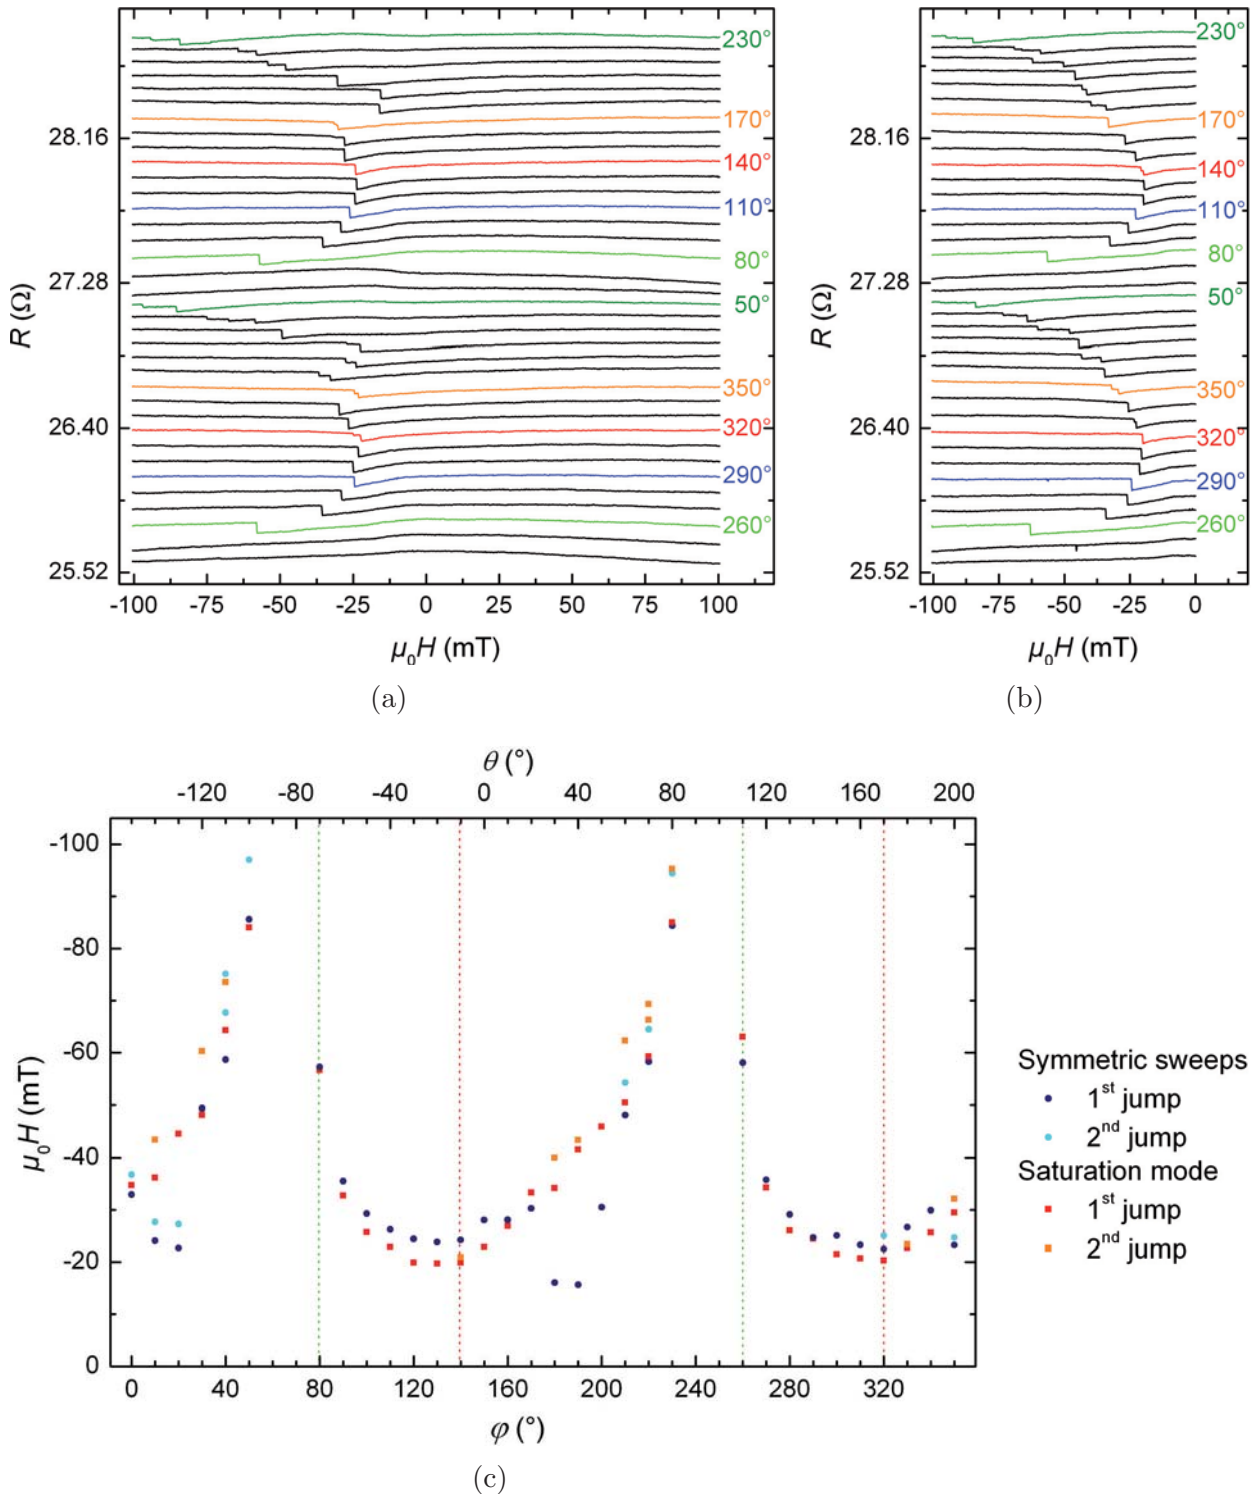 (a)
R (Ω)
28.16
27.28
26.40
25.52
230°
170°
140°
110°
80°
50°
350°
320°
290°
260°
-100 -75 -50 -25 0 25 50 75 100
μ₀H (mT)
(a)
(b)
R (Ω)
28.16
27.28
26.40
25.52
230°
170°
140°
110°
80°
50°
350°
320°
290°
260°
-100 -75 -50 -25 0
μ₀H (mT)
(b)
θ (°)
-120 -80 -40 0 40 80 120 160 200
μ₀H (mT)
-100
-80
-60
-40
-20
0
0 40 80 120 160 200 240 280 320
φ (°)
Symmetric sweeps
1st jump
2nd jump
Saturation mode
1st jump
2nd jump
(c)